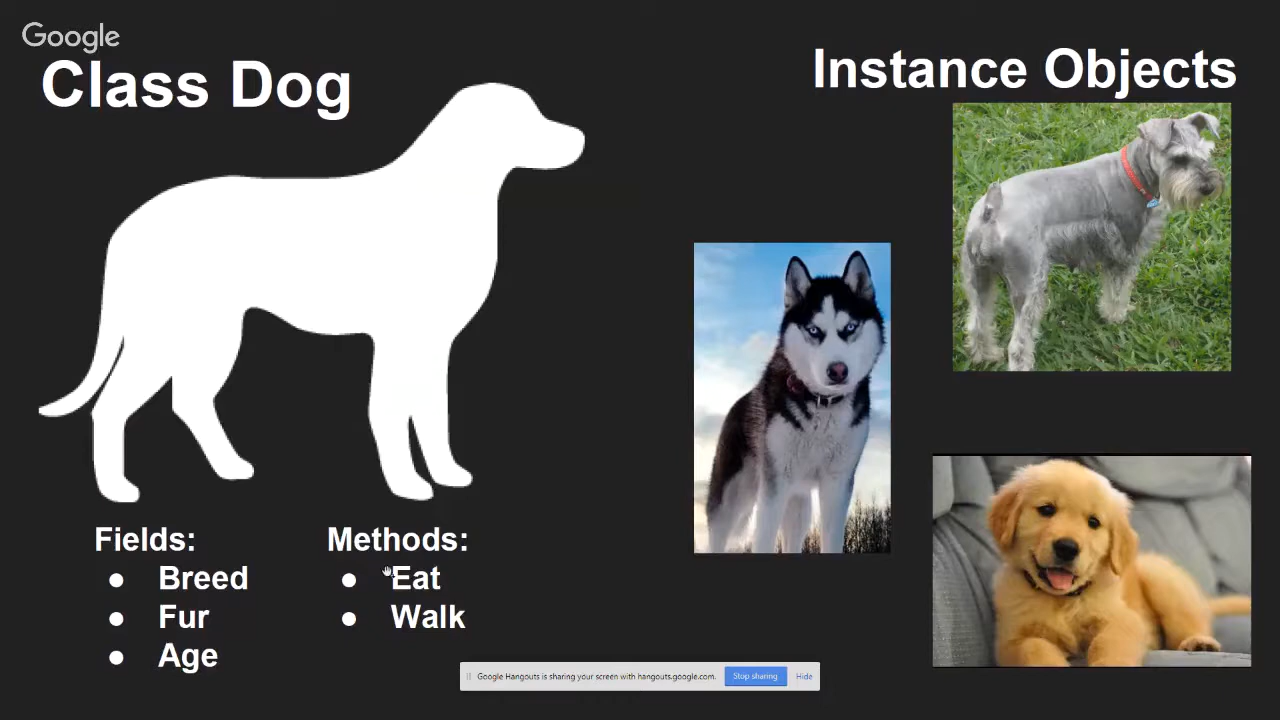 Google
Class Dog
Instance Objects
Fields:
● Breed
● Fur
● Age
Methods:
● Eat
● Walk
Google Hangouts is sharing your screen with hangouts.google.com.
Stop sharing
Hide